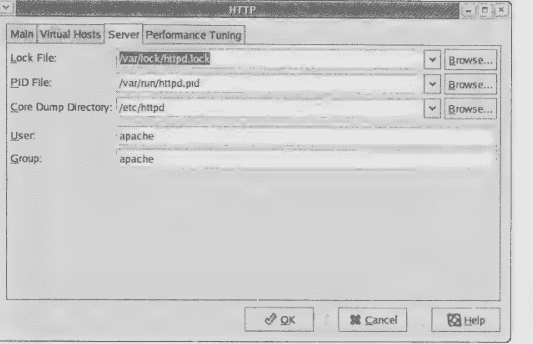 HTTP
Main Virtual Hosts Server Performance Tuning
Lock File: /var/lock/httpd.lock Browse...
PID File: /var/run/httpd.pid Browse...
Core Dump Directory: /etc/httpd Browse...
User: apache
Group: apache
OK Cancel Help